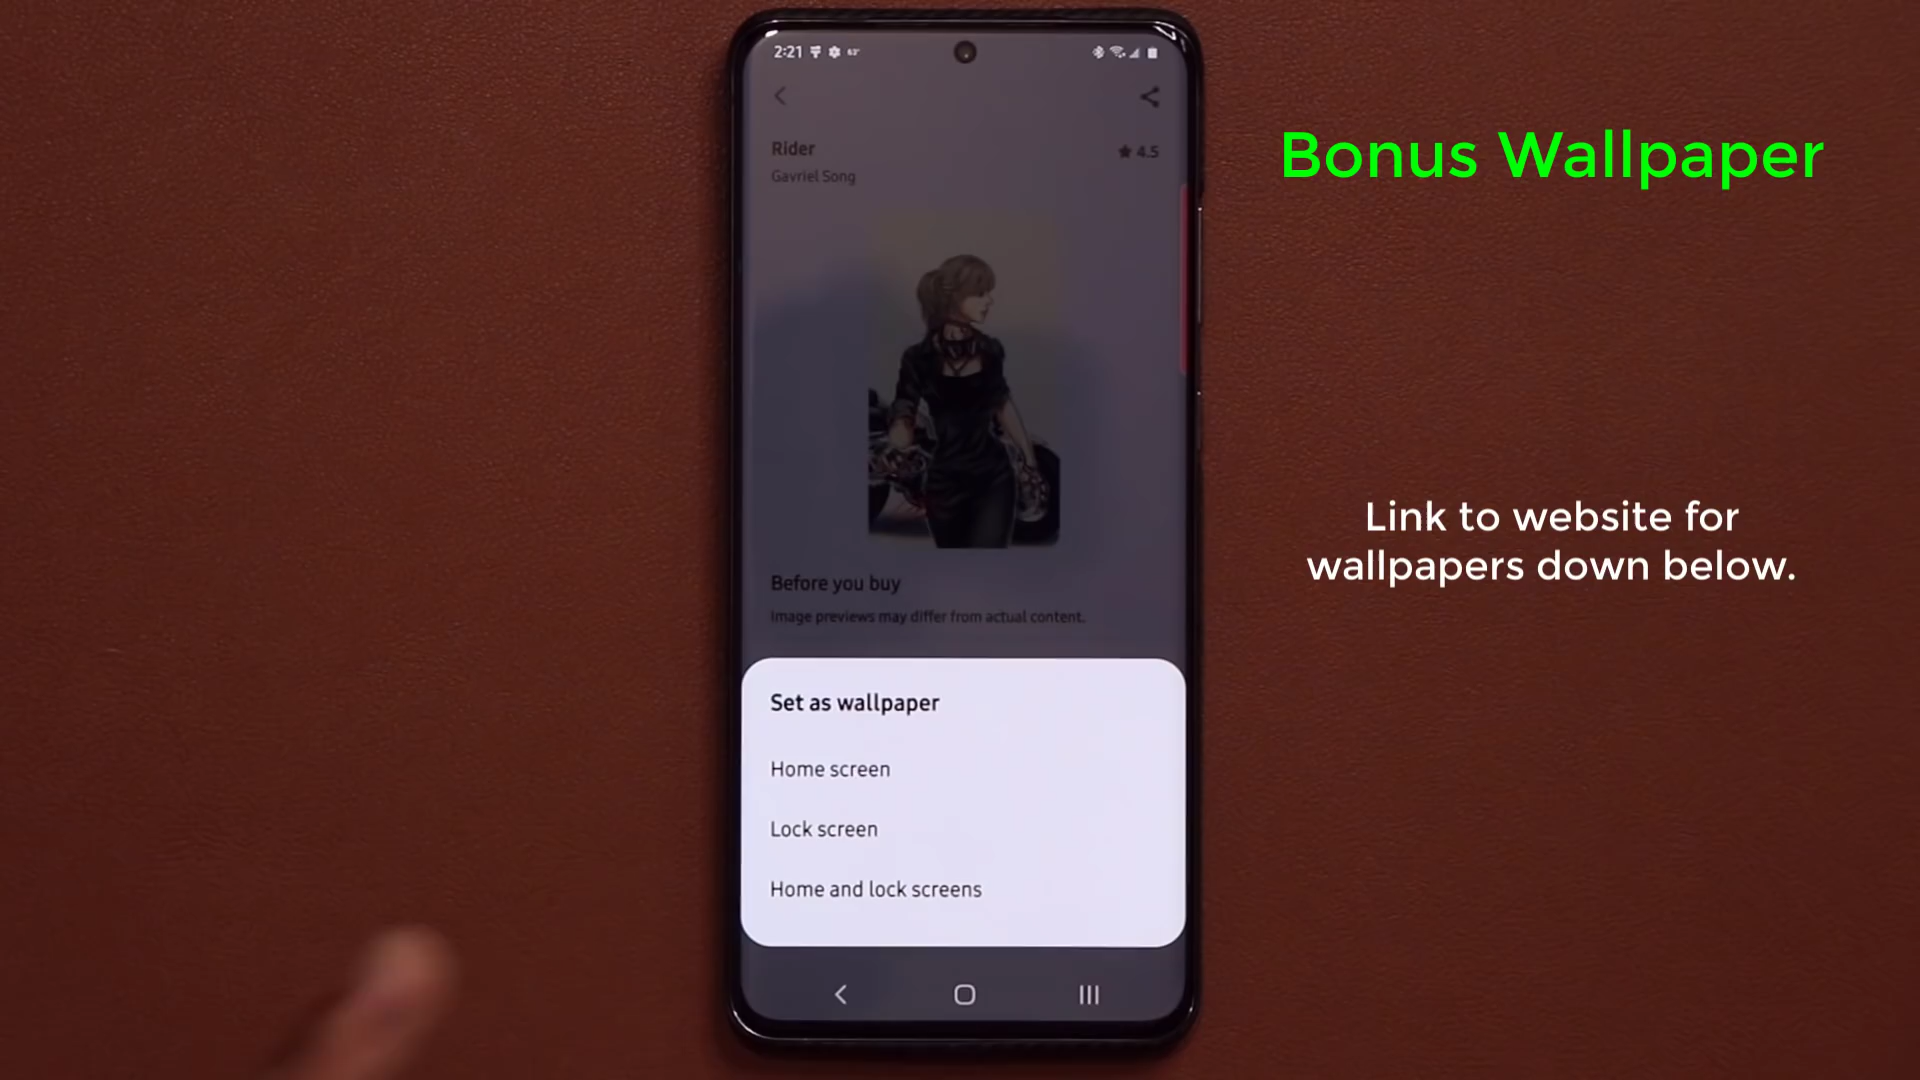 2:21
63°
Rider
4.5
Gavriel Song
Bonus Wallpaper
Link to website for
wallpapers down below.
Before you buy
Image previews may differ from actual content.
Set as wallpaper
Home screen
Lock screen
Home and lock screens